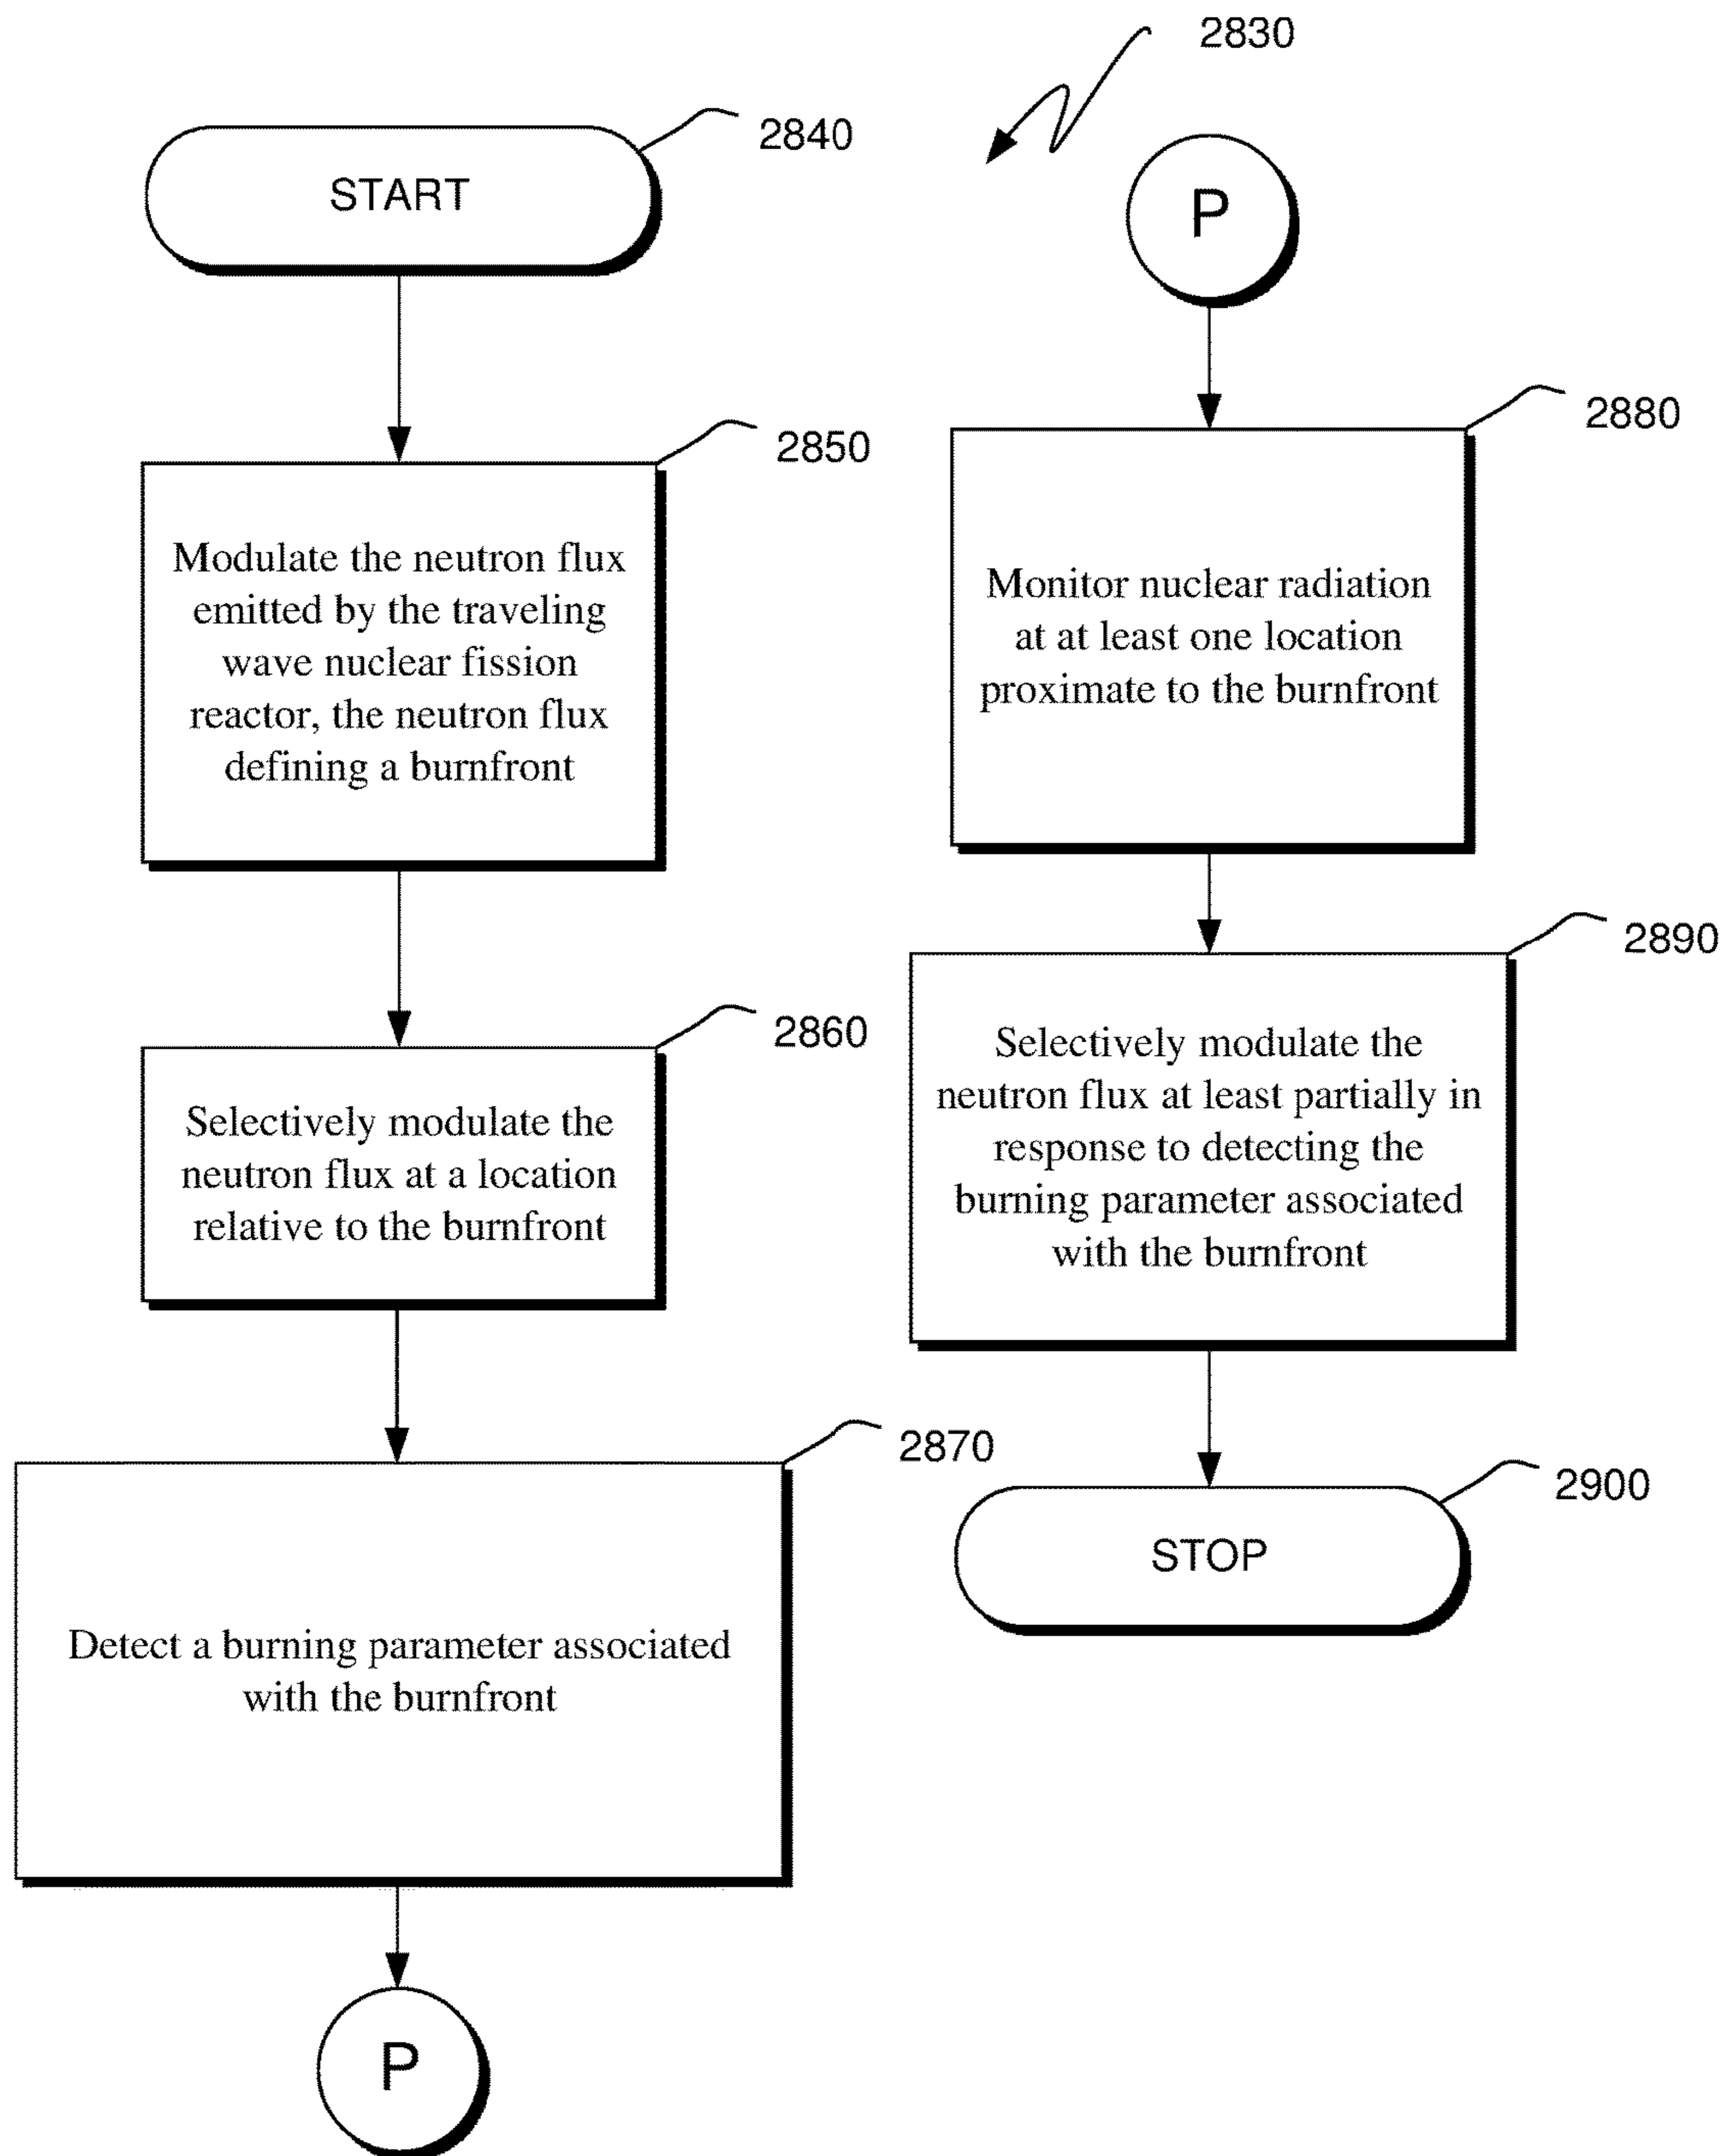 2830
2840
START
2850
Modulate the neutron flux
emitted by the traveling
wave nuclear fission
reactor, the neutron flux
defining a burnfront
2860
Selectively modulate the
neutron flux at a location
relative to the burnfront
2870
Detect a burning parameter associated
with the burnfront
P
P
2880
Monitor nuclear radiation
at at least one location
proximate to the burnfront
2890
Selectively modulate the
neutron flux at least partially in
response to detecting the
burning parameter associated
with the burnfront
2900
STOP